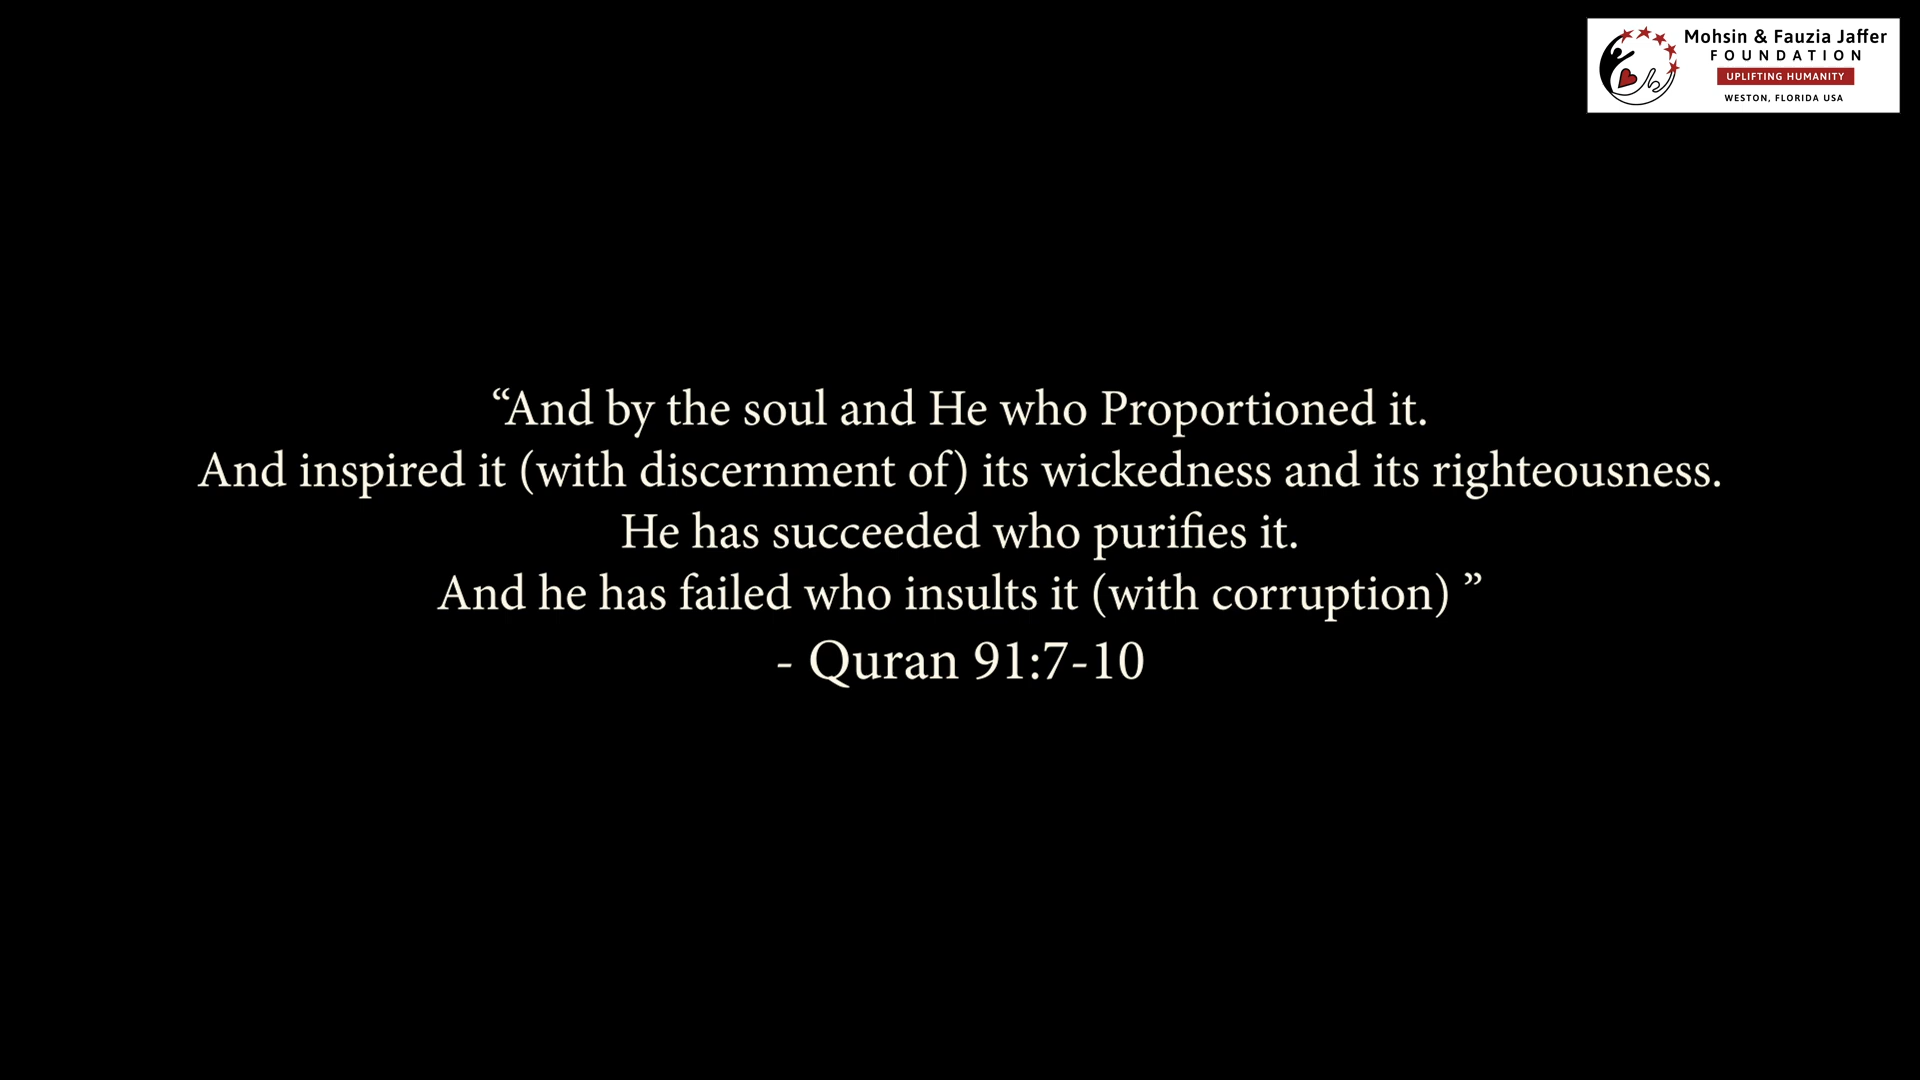 Mohsin & Fauzia Jaffer
FOUNDATION
UPLIFTING HUMANITY
WESTON, FLORIDA USA
“And by the soul and He who Proportioned it.
And inspired it (with discernment of) its wickedness and its righteousness.
He has succeeded who purifies it.
And he has failed who insults it (with corruption) ”
- Quran 91:7-10